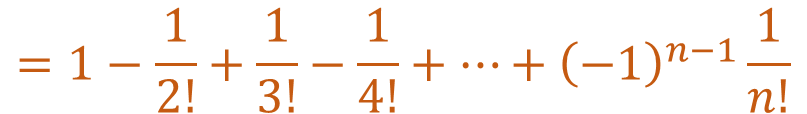 = 1 − 1/2! + 1/3! − 1/4! + ⋯ + (−1)^{n−1} 1/n!